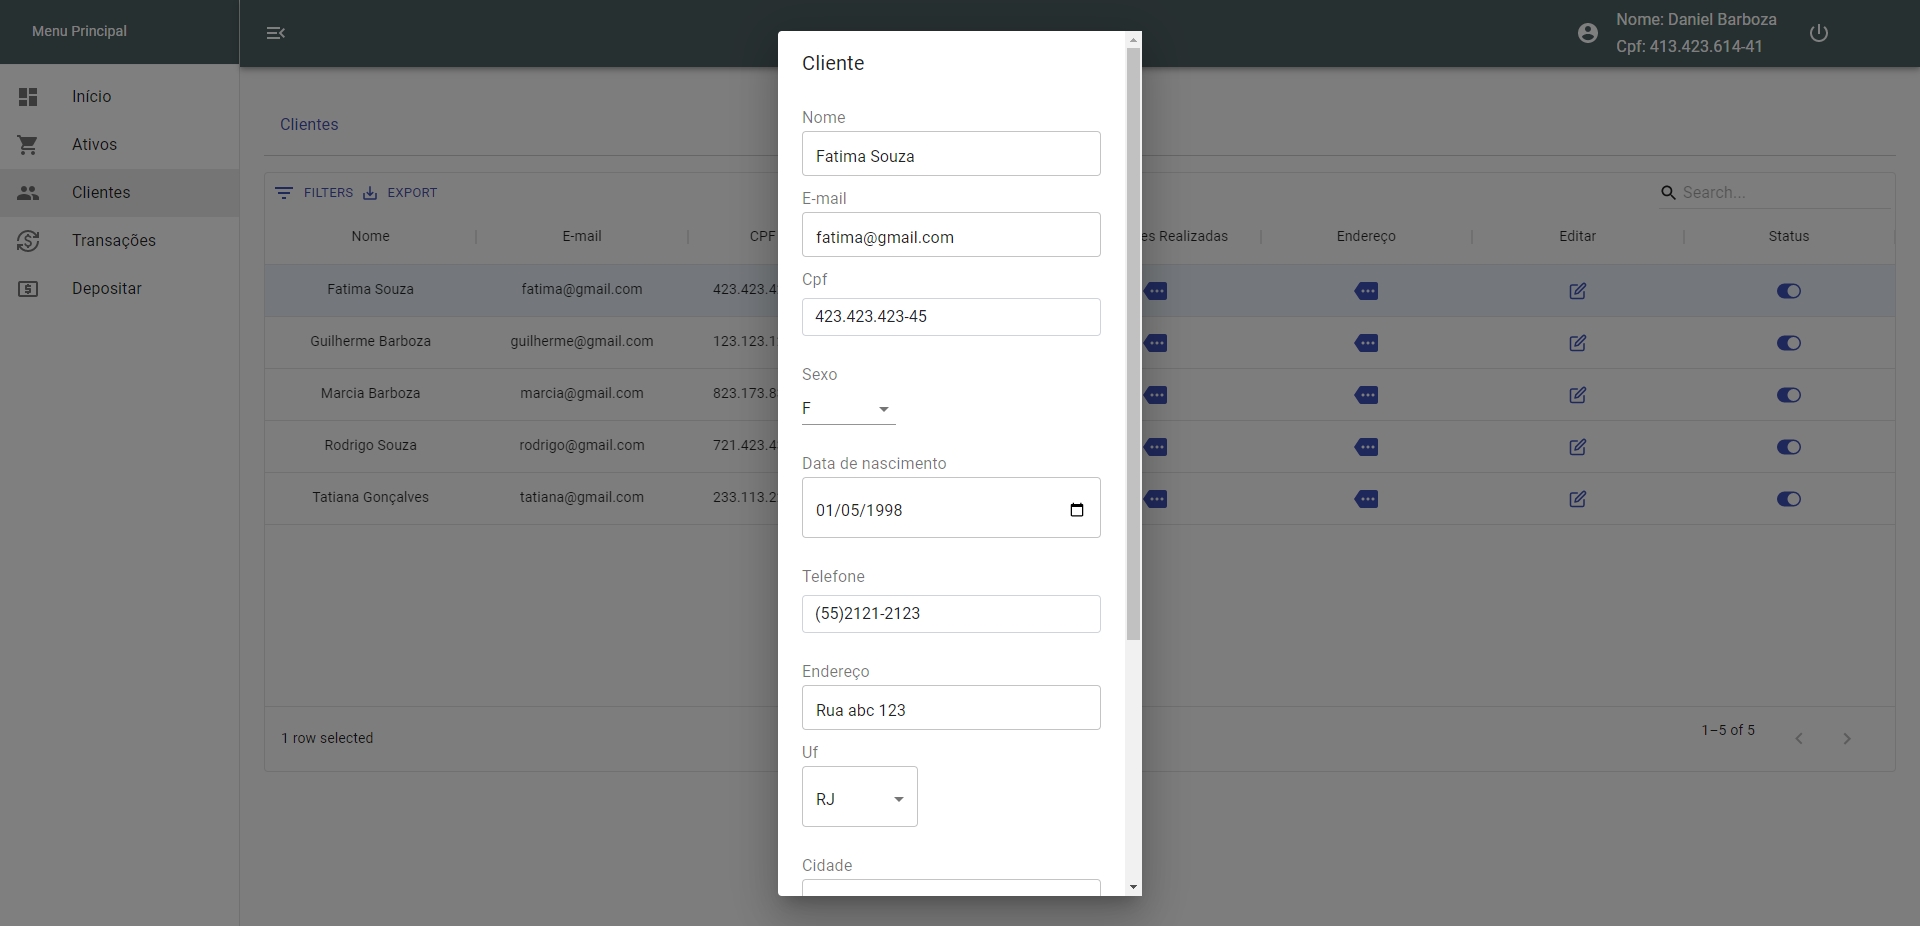 Menu Principal
Nome: Daniel Barboza
Cpf: 413.423.614-41
Início
Ativos
Clientes
Transações
Depositar
Clientes
FILTERS
EXPORT
Search...
Nome
E-mail
CPF
es Realizadas
Endereço
Editar
Status
Fatima Souza
fatima@gmail.com
423.423.4
Guilherme Barboza
guilherme@gmail.com
123.123.1
Marcia Barboza
marcia@gmail.com
823.173.8
Rodrigo Souza
rodrigo@gmail.com
721.423.4
Tatiana Gonçalves
tatiana@gmail.com
233.113.2
1 row selected
1–5 of 5
Cliente
Nome
Fatima Souza
E-mail
fatima@gmail.com
Cpf
423.423.423-45
Sexo
F
Data de nascimento
01/05/1998
Telefone
(55)2121-2123
Endereço
Rua abc 123
Uf
RJ
Cidade